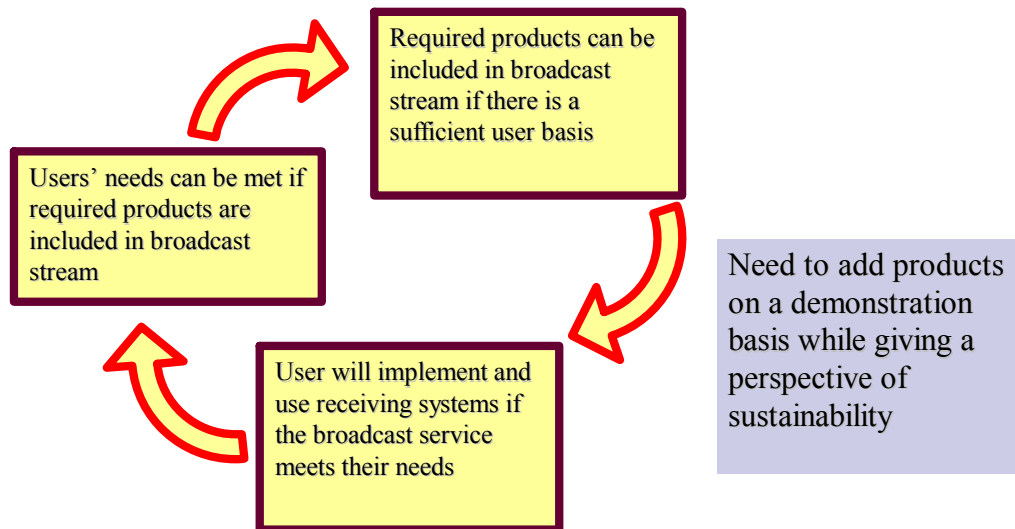 Required products can be
included in broadcast
stream if there is a
sufficient user basis
Users’ needs can be met if
required products are
included in broadcast
stream
User will implement and
use receiving systems if
the broadcast service
meets their needs
Need to add products
on a demonstration
basis while giving a
perspective of
sustainability